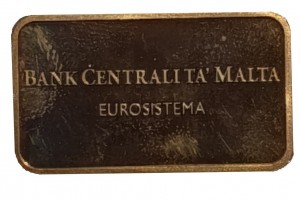 BANK ĊENTRALI TA' MALTA
EUROSISTEMA